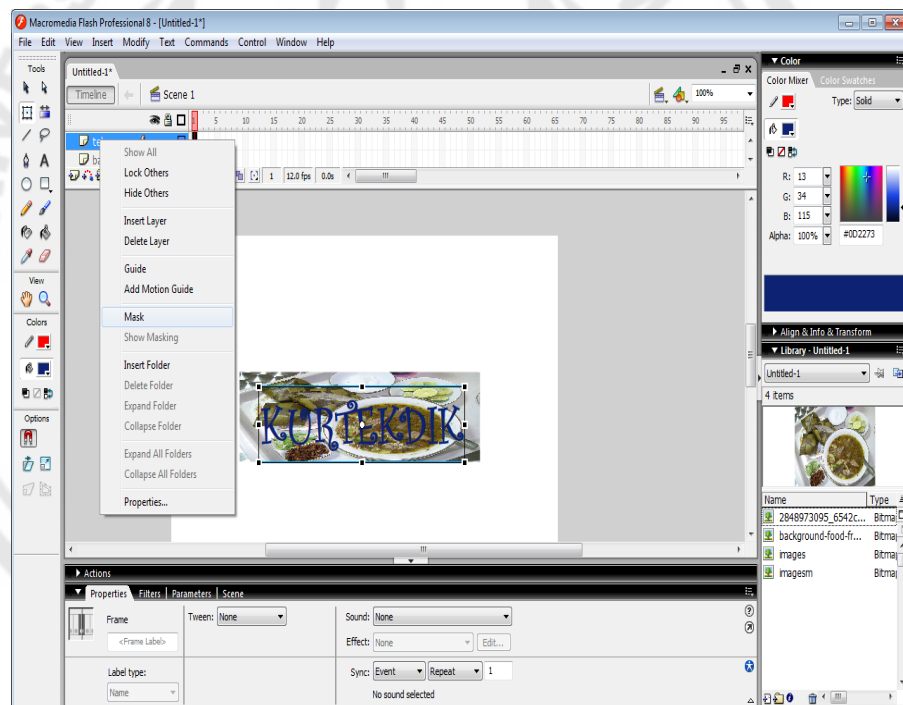 Macromedia Flash Professional 8 - [Untitled-1*]
File Edit View Insert Modify Text Commands Control Window Help
Tools
Untitled-1*
Timeline Scene 1 100%
1 5 10 15 20 25 30 35 40 45 50 55 60 65 70 75 80 85 90 95
1 12.0 fps 0.0s
Show All
Lock Others
Hide Others
Insert Layer
Delete Layer
Guide
Add Motion Guide
Mask
Show Masking
Insert Folder
Delete Folder
Expand Folder
Collapse Folder
Expand All Folders
Collapse All Folders
Properties...
View
Colors
Options
KURTEKDIK
Color
Color Mixer Color Swatches
Type: Solid
R: 13
G: 34
B: 115
Alpha: 100% #0D2273
Align & Info & Transform
Library - Untitled-1
Untitled-1
4 items
Name Type
2848973095_6542c... Bitma
background-food-fr... Bitma
images Bitma
imagesm Bitma
Actions
Properties Filters Parameters Scene
Frame
<Frame Label>
Label type:
Name
Tween: None
Sound: None
Effect: None Edit...
Sync: Event Repeat 1
No sound selected